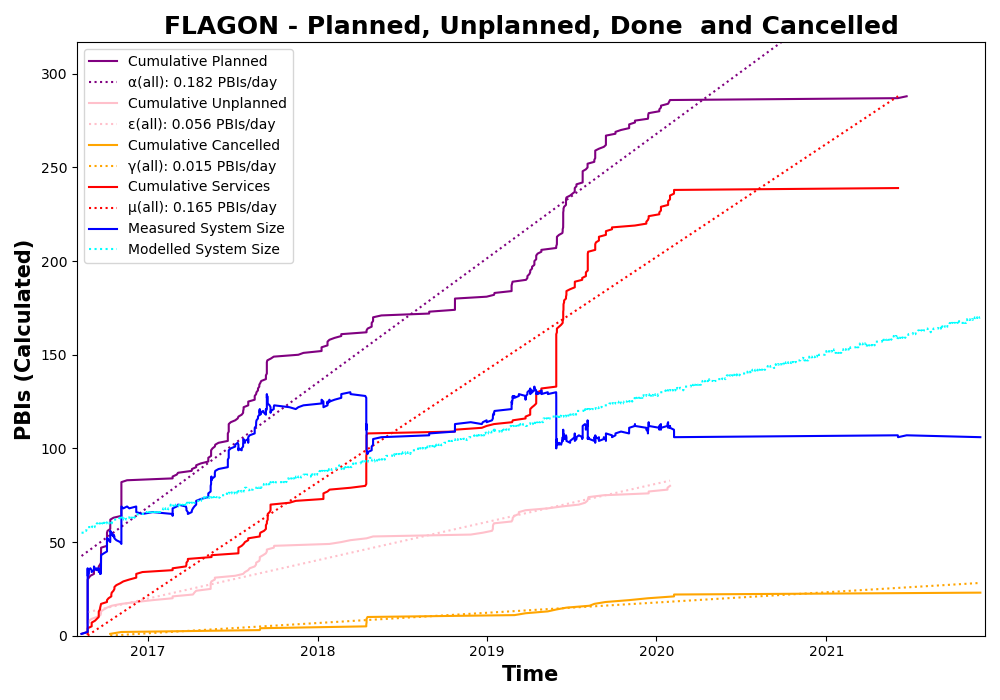 FLAGON - Planned, Unplanned, Done  and Cancelled
Cumulative Planned
α(all): 0.182 PBIs/day
Cumulative Unplanned
ε(all): 0.056 PBIs/day
Cumulative Cancelled
γ(all): 0.015 PBIs/day
Cumulative Services
μ(all): 0.165 PBIs/day
Measured System Size
Modelled System Size
PBIs (Calculated)
300
250
200
150
100
50
0
2017 2018 2019 2020 2021
Time